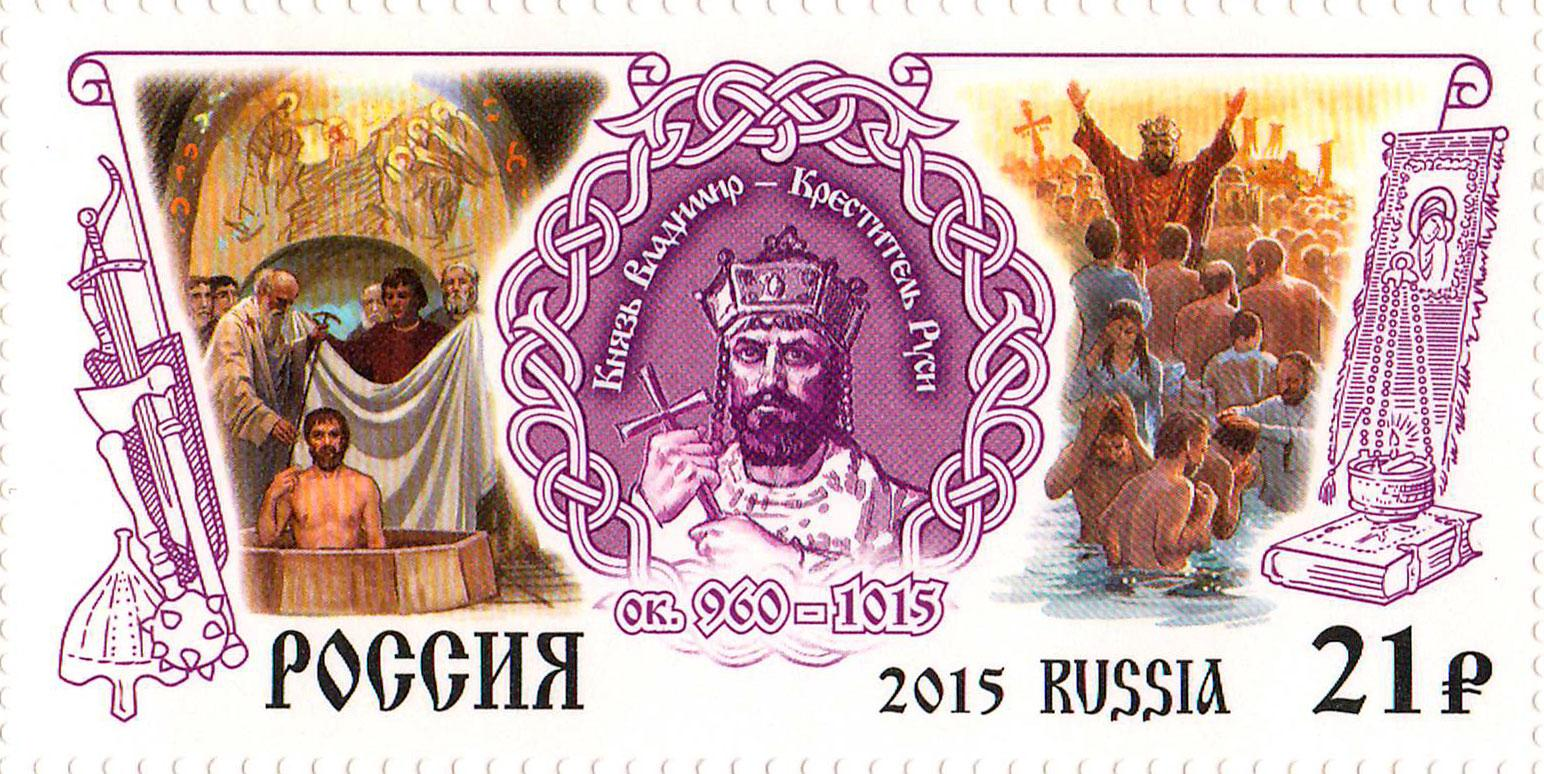 Князь Владимир – Креститель Руси
ок. 960 – 1015
РОССИЯ
2015 RUSSIA
21 ₽